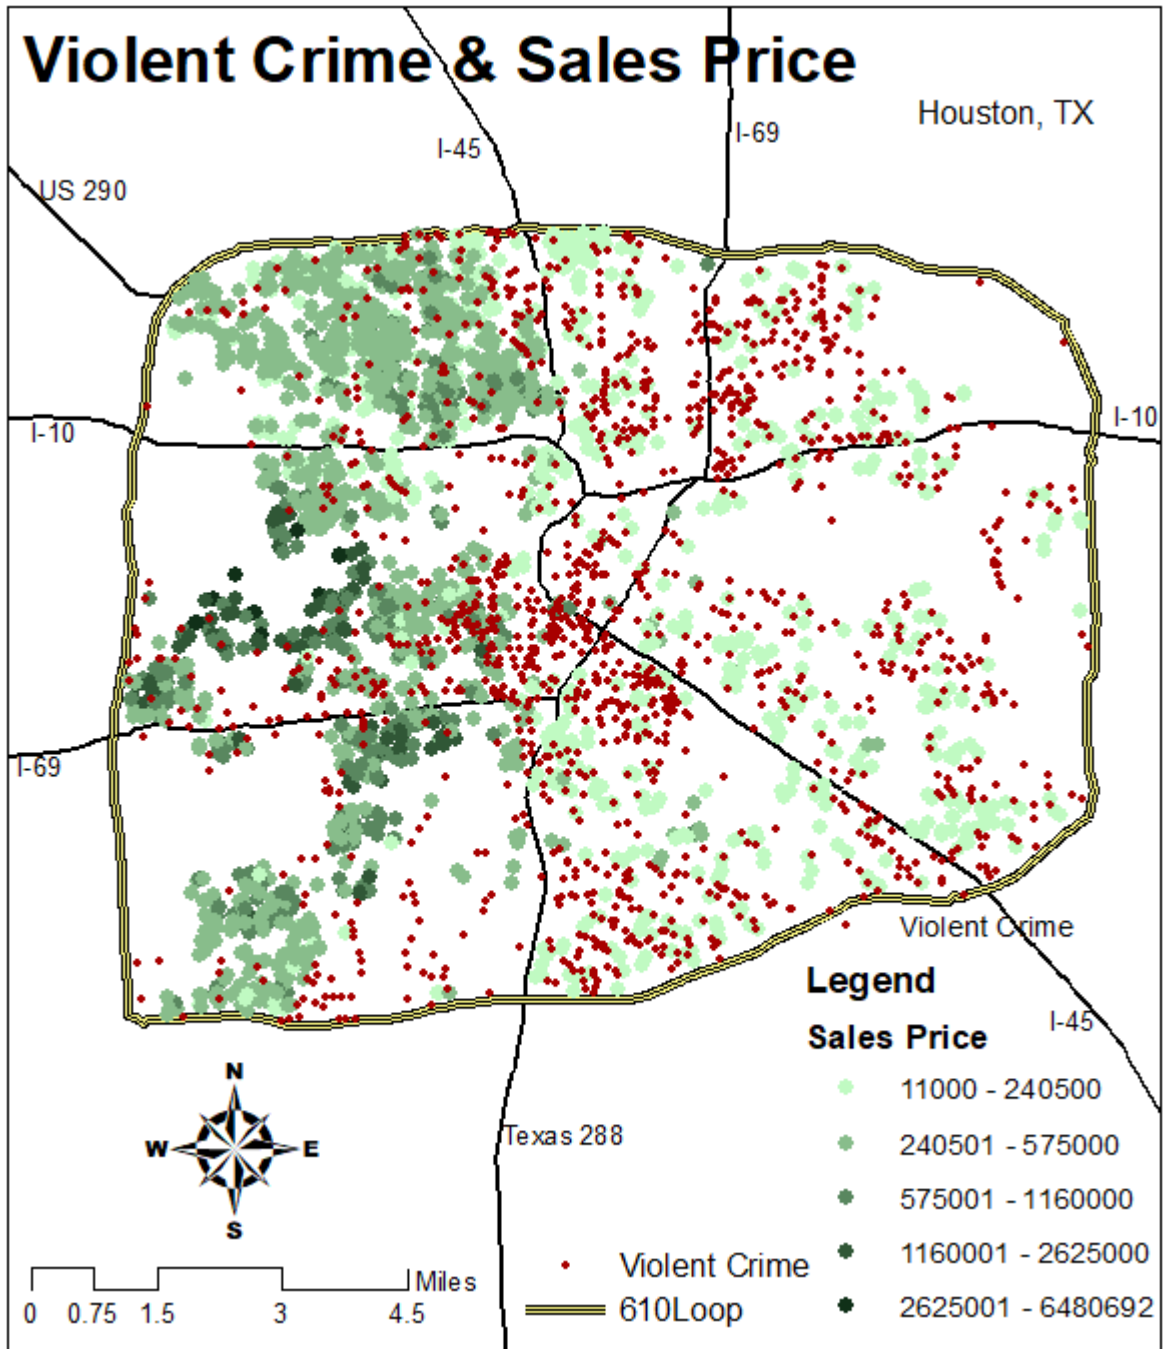 Violent Crime & Sales Price
Houston, TX
I-45
I-69
US 290
I-10
I-10
I-69
Violent Crime
Legend
Sales Price
I-45
11000 - 240500
240501 - 575000
575001 - 1160000
1160001 - 2625000
2625001 - 6480692
Texas 288
N
W
E
S
Miles
0 0.75 1.5 3 4.5
Violent Crime
610Loop